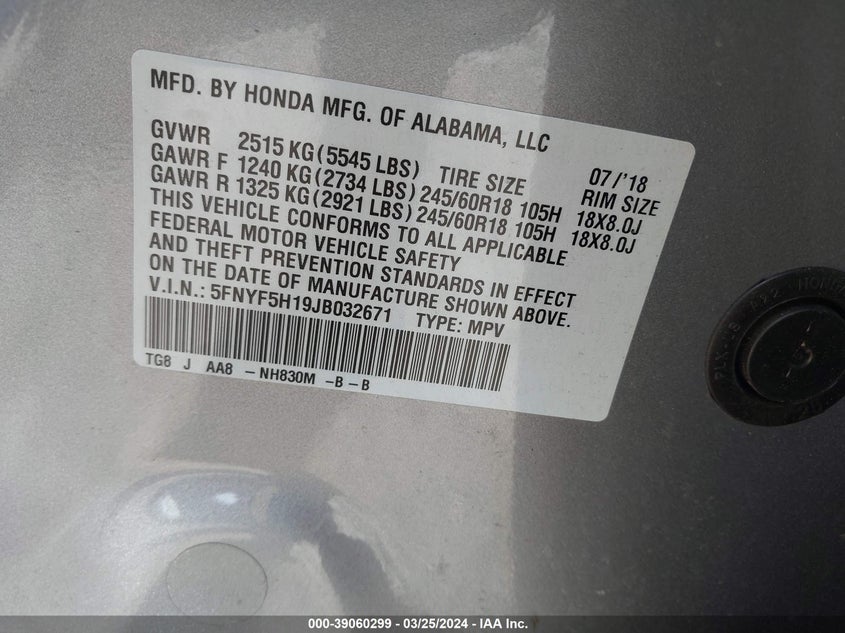 MFD. BY HONDA MFG. OF ALABAMA, LLC
07/'18
GVWR 2515 KG (5545 LBS) TIRE SIZE RIM SIZE
GAWR F 1240 KG (2734 LBS) 245/60R18 105H 18X8.0J
GAWR R 1325 KG (2921 LBS) 245/60R18 105H 18X8.0J
THIS VEHICLE CONFORMS TO ALL APPLICABLE
FEDERAL MOTOR VEHICLE SAFETY
AND THEFT PREVENTION STANDARDS IN EFFECT
ON THE DATE OF MANUFACTURE SHOWN ABOVE.
V.I.N.: 5FNYF5H19JB032671 TYPE: MPV
TG8 J AA8 - NH830M - B - B
000-39060299 - 03/25/2024 - IAA Inc.